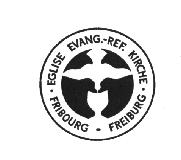 EGLISE EVANG.-REF. KIRCHE
• FRIBOURG • FREIBURG •